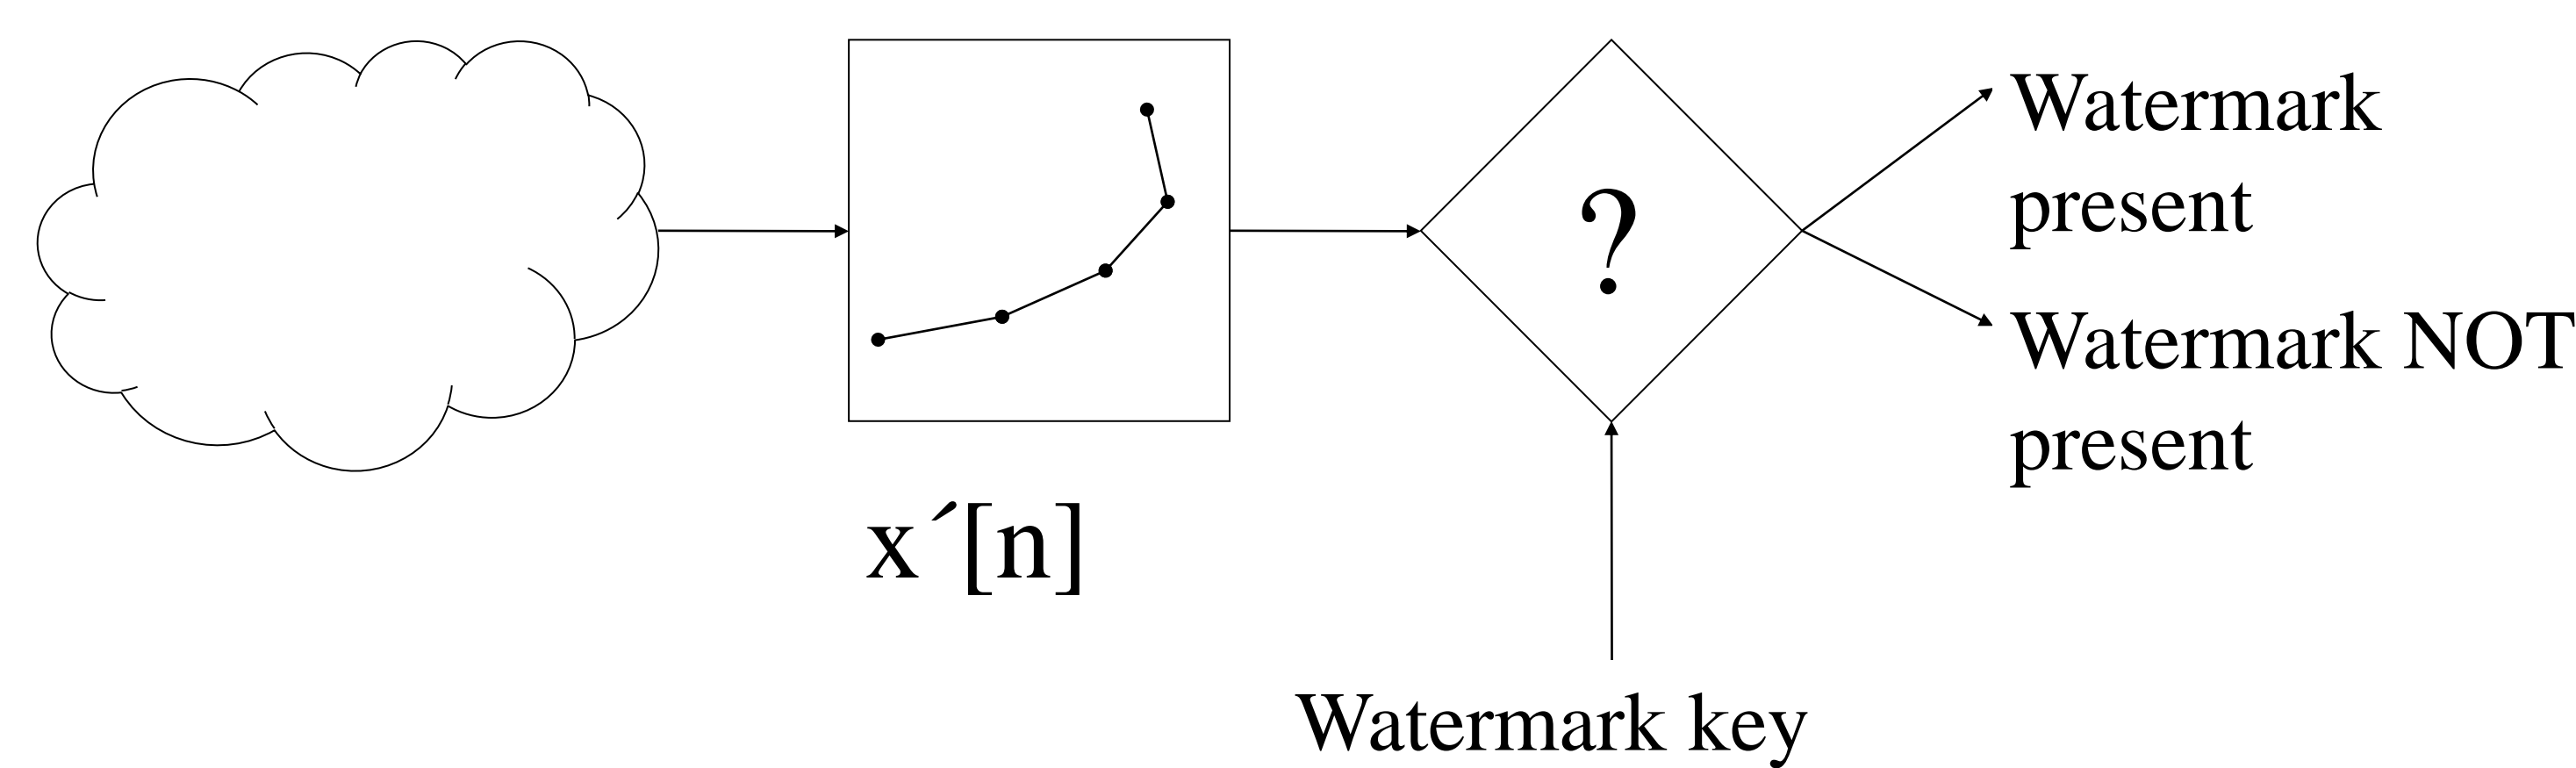 ?
Watermark
present
Watermark NOT
present
x´[n]
Watermark key